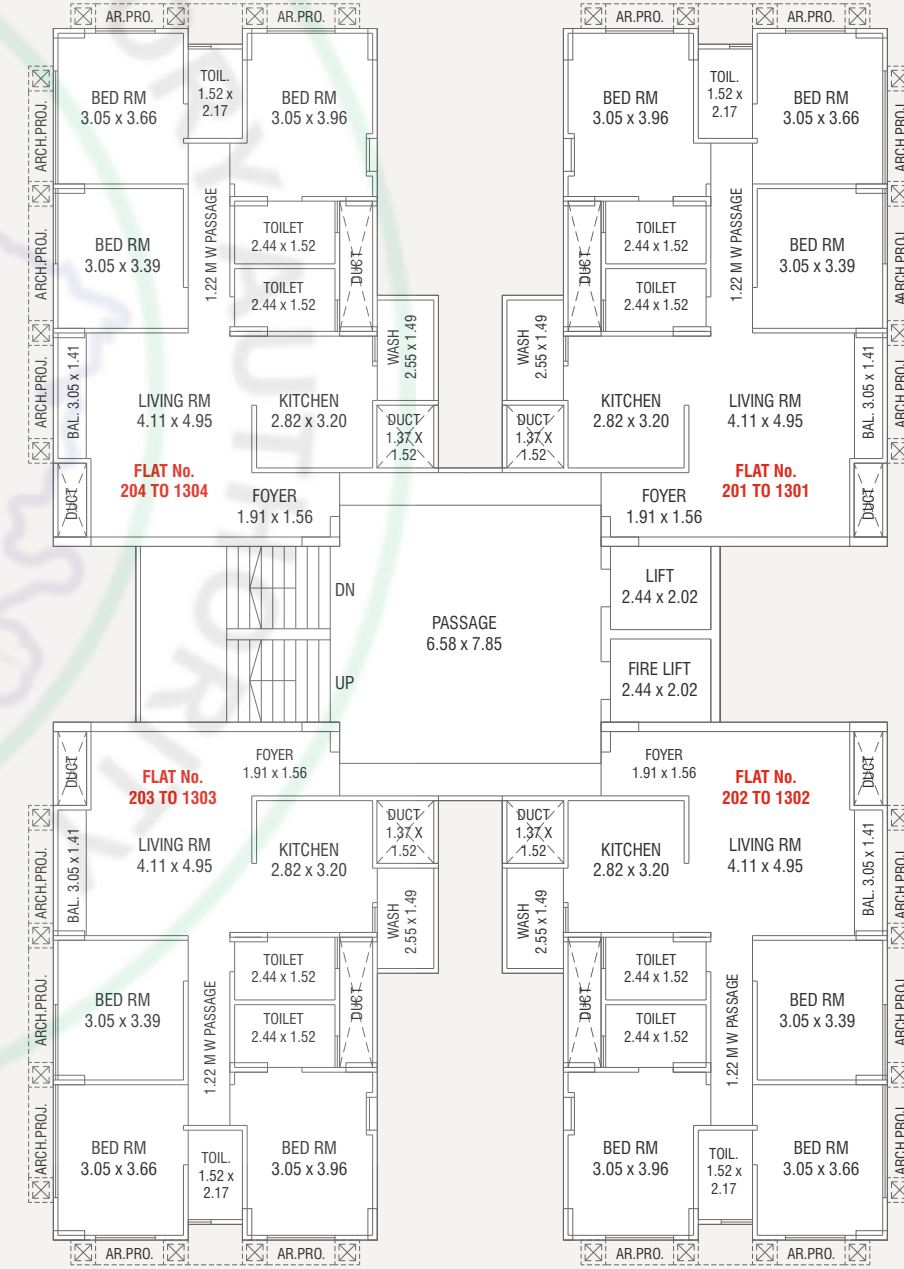 AR.PRO.
AR.PRO.
AR.PRO.
AR.PRO.
ARCH.PROJ.
BED RM
3.05 x 3.66
TOIL.
1.52 x
2.17
BED RM
3.05 x 3.96
BED RM
3.05 x 3.96
TOIL.
1.52 x
2.17
BED RM
3.05 x 3.66
ARCH.PROJ.
ARCH.PROJ.
BED RM
3.05 x 3.39
1.22 M W PASSAGE
TOILET
2.44 x 1.52
TOILET
2.44 x 1.52
DUCT
DUCT
TOILET
2.44 x 1.52
TOILET
2.44 x 1.52
1.22 M W PASSAGE
BED RM
3.05 x 3.39
ARCH.PROJ.
ARCH.PROJ.
BAL. 3.05 x 1.41
LIVING RM
4.11 x 4.95
KITCHEN
2.82 x 3.20
WASH
2.55 x 1.49
DUCT
1.37 X
1.52
WASH
2.55 x 1.49
DUCT
1.37 X
1.52
KITCHEN
2.82 x 3.20
LIVING RM
4.11 x 4.95
BAL. 3.05 x 1.41
ARCH.PROJ.
DUCT
FLAT No.
204 TO 1304
FOYER
1.91 x 1.56
FOYER
1.91 x 1.56
FLAT No.
201 TO 1301
DUCT
DN
UP
PASSAGE
6.58 x 7.85
LIFT
2.44 x 2.02
FIRE LIFT
2.44 x 2.02
DUCT
FLAT No.
203 TO 1303
FOYER
1.91 x 1.56
FOYER
1.91 x 1.56
FLAT No.
202 TO 1302
DUCT
ARCH.PROJ.
BAL. 3.05 x 1.41
LIVING RM
4.11 x 4.95
KITCHEN
2.82 x 3.20
DUCT
1.37 X
1.52
WASH
2.55 x 1.49
DUCT
1.37 X
1.52
WASH
2.55 x 1.49
KITCHEN
2.82 x 3.20
LIVING RM
4.11 x 4.95
BAL. 3.05 x 1.41
ARCH.PROJ.
ARCH.PROJ.
BED RM
3.05 x 3.39
1.22 M W PASSAGE
TOILET
2.44 x 1.52
TOILET
2.44 x 1.52
DUCT
DUCT
TOILET
2.44 x 1.52
TOILET
2.44 x 1.52
1.22 M W PASSAGE
BED RM
3.05 x 3.39
ARCH.PROJ.
ARCH.PROJ.
BED RM
3.05 x 3.66
TOIL.
1.52 x
2.17
BED RM
3.05 x 3.96
BED RM
3.05 x 3.96
TOIL.
1.52 x
2.17
BED RM
3.05 x 3.66
ARCH.PROJ.
AR.PRO.
AR.PRO.
AR.PRO.
AR.PRO.
AUTHORITY